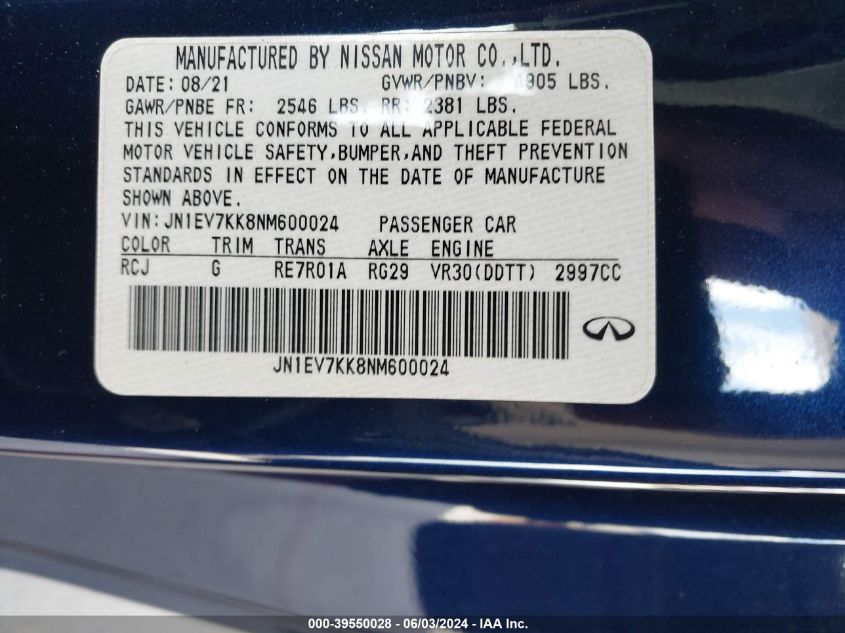 MANUFACTURED BY NISSAN MOTOR CO.,LTD.
DATE: 08/21 GVWR/PNBV: 4905 LBS.
GAWR/PNBE FR: 2546 LBS. RR: 2381 LBS.
THIS VEHICLE CONFORMS TO ALL APPLICABLE FEDERAL
MOTOR VEHICLE SAFETY,BUMPER,AND THEFT PREVENTION
STANDARDS IN EFFECT ON THE DATE OF MANUFACTURE
SHOWN ABOVE.
VIN:JN1EV7KK8NM600024 PASSENGER CAR
COLOR TRIM TRANS AXLE ENGINE
RCJ G RE7R01A RG29 VR30(DDTT) 2997CC
JN1EV7KK8NM600024
000-39550028 - 06/03/2024 - IAA Inc.